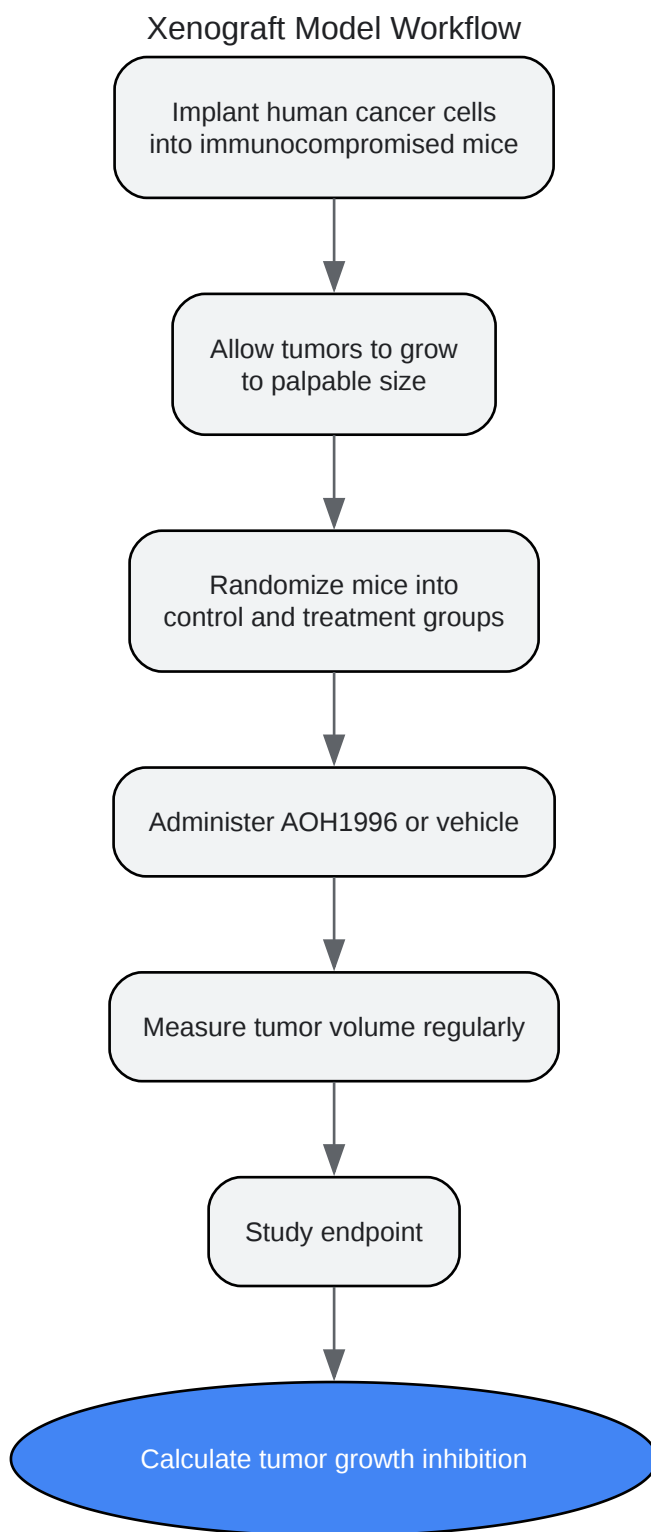 Xenograft Model Workflow
Implant human cancer cells
into immunocompromised mice
Allow tumors to grow
to palpable size
Randomize mice into
control and treatment groups
Administer AOH1996 or vehicle
Measure tumor volume regularly
Study endpoint
Calculate tumor growth inhibition